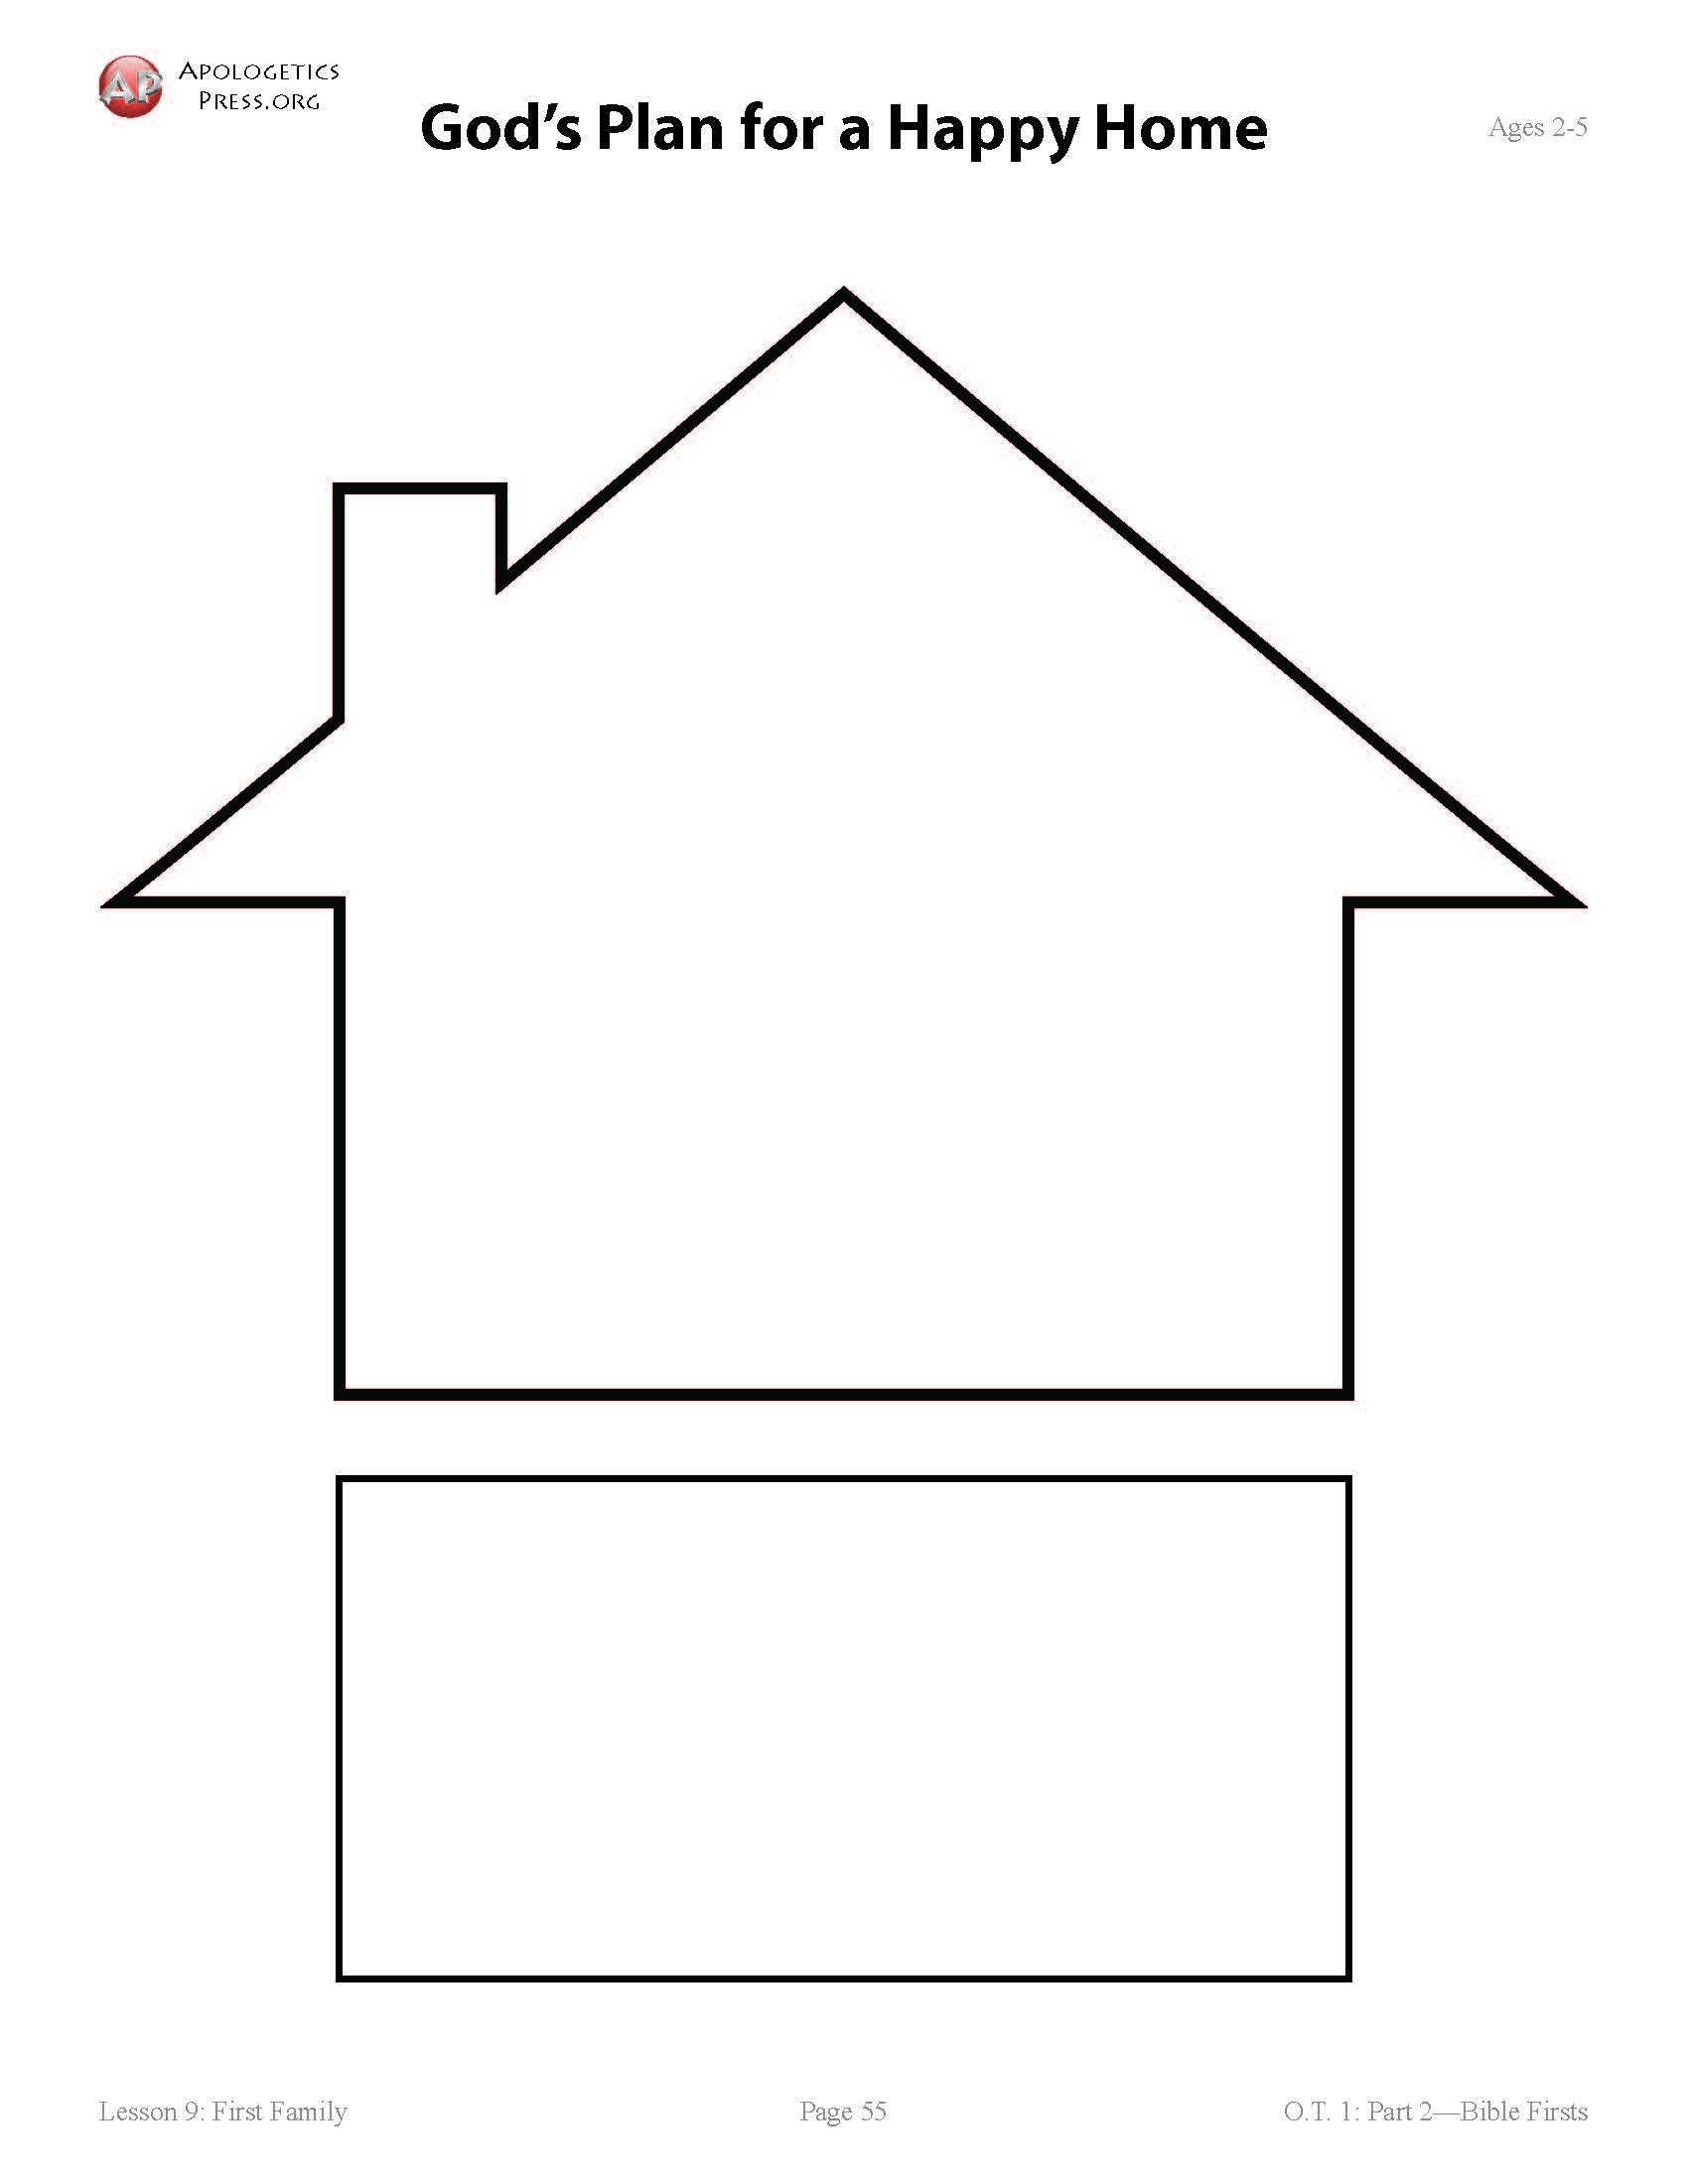 AP
APOLOGETICS
PRESS.ORG
God's Plan for a Happy Home
Ages 2-5
Lesson 9: First Family
Page 55
O.T. 1: Part 2—Bible Firsts